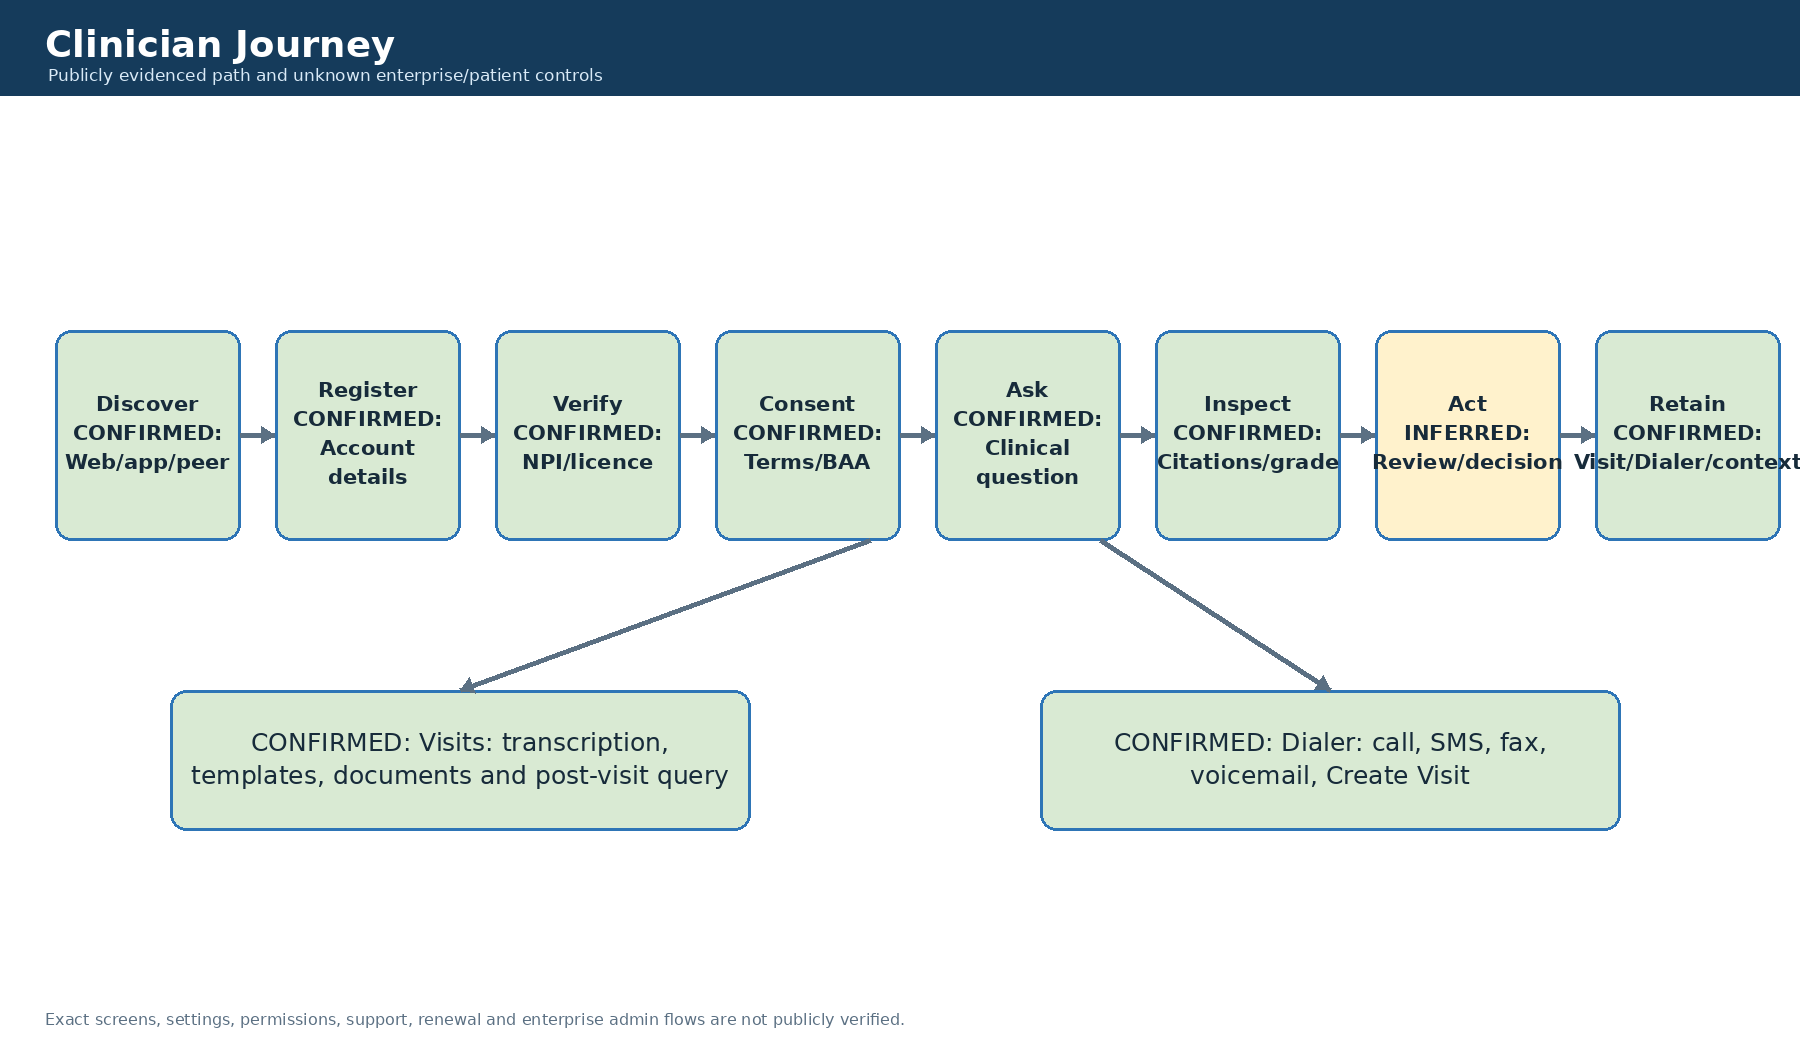 Clinician Journey
Publicly evidenced path and unknown enterprise/patient controls
Discover
CONFIRMED:
Web/app/peer
Register
CONFIRMED:
Account
details
Verify
CONFIRMED:
NPI/licence
Consent
CONFIRMED:
Terms/BAA
Ask
CONFIRMED:
Clinical
question
Inspect
CONFIRMED:
Citations/grade
Act
INFERRED:
Review/decision
Retain
CONFIRMED:
Visit/Dialer/context
CONFIRMED: Visits: transcription,
templates, documents and post-visit query
CONFIRMED: Dialer: call, SMS, fax,
voicemail, Create Visit
Exact screens, settings, permissions, support, renewal and enterprise admin flows are not publicly verified.